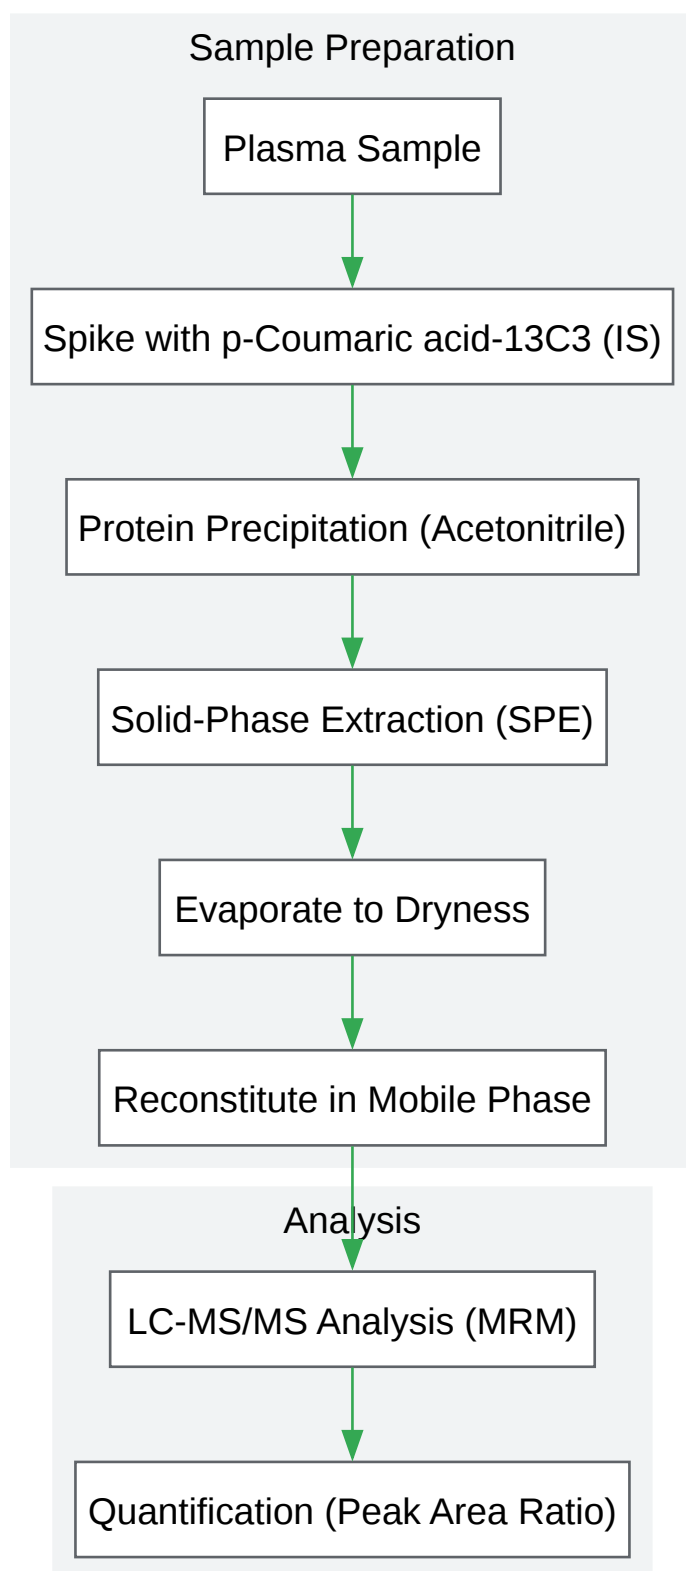 Sample Preparation
Plasma Sample
Spike with p-Coumaric acid-13C3 (IS)
Protein Precipitation (Acetonitrile)
Solid-Phase Extraction (SPE)
Evaporate to Dryness
Reconstitute in Mobile Phase
Analysis
LC-MS/MS Analysis (MRM)
Quantification (Peak Area Ratio)